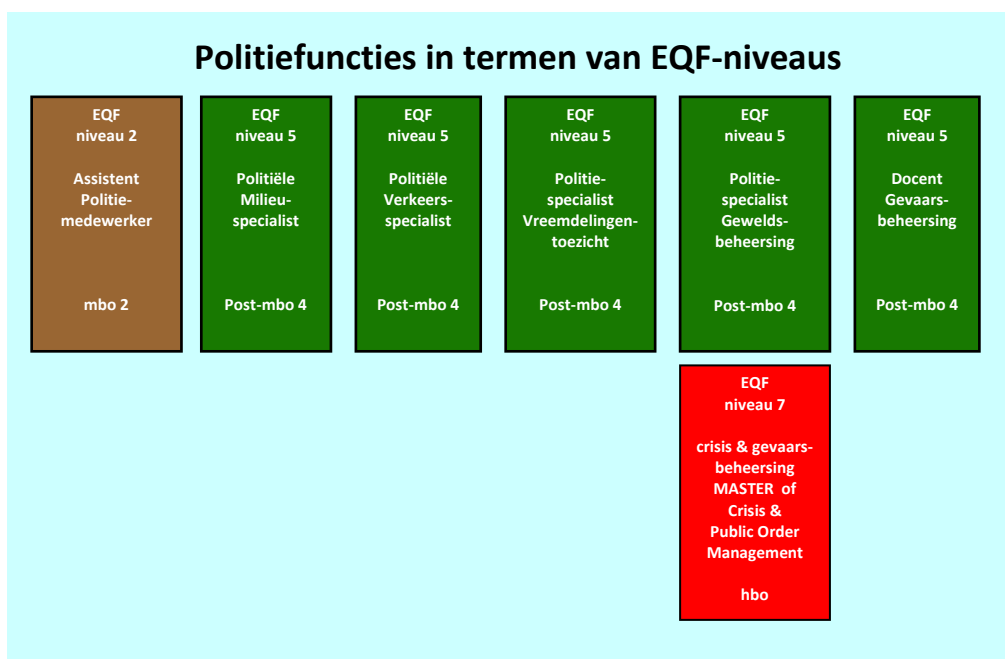 Politiefuncties in termen van EQF-niveaus
EQF
niveau 2
Assistent
Politie-
medewerker
mbo 2
EQF
niveau 5
Politiële
Milieu-
specialist
Post-mbo 4
EQF
niveau 5
Politiële
Verkeers-
specialist
Post-mbo 4
EQF
niveau 5
Politie-
specialist
Vreemdelingen-
toezicht
Post-mbo 4
EQF
niveau 5
Politie-
specialist
Gewelds-
beheersing
Post-mbo 4
EQF
niveau 5
Docent
Gevaars-
beheersing
Post-mbo 4
EQF
niveau 7
crisis & gevaars-
beheersing
MASTER of
Crisis &
Public Order
Management
hbo